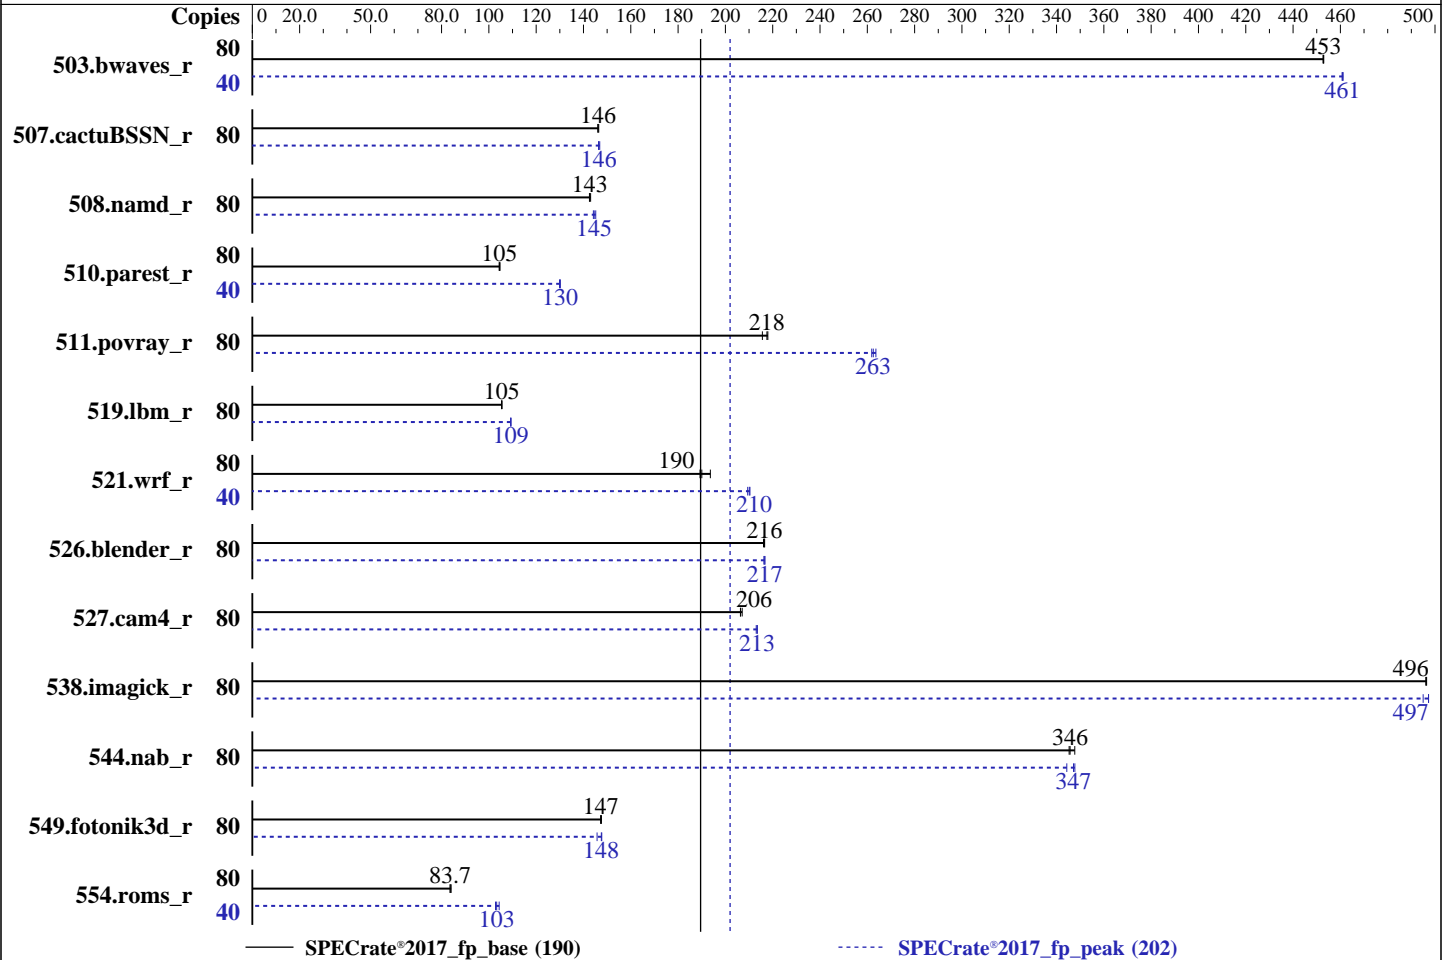 Copies 0 20.0 50.0 80.0 100 120 140 160 180 200 220 240 260 280 300 320 340 360 380 400 420 440 460 500
503.bwaves_r 80 453
40 461
507.cactuBSSN_r 80 146
146
508.namd_r 80 143
145
510.parest_r 80 105
40 130
511.povray_r 80 218
263
519.lbm_r 80 105
109
521.wrf_r 80 190
40 210
526.blender_r 80 216
217
527.cam4_r 80 206
213
538.imagick_r 80 496
497
544.nab_r 80 346
347
549.fotonik3d_r 80 147
148
554.roms_r 80 83.7
40 103
SPECrate®2017_fp_base (190) SPECrate®2017_fp_peak (202)